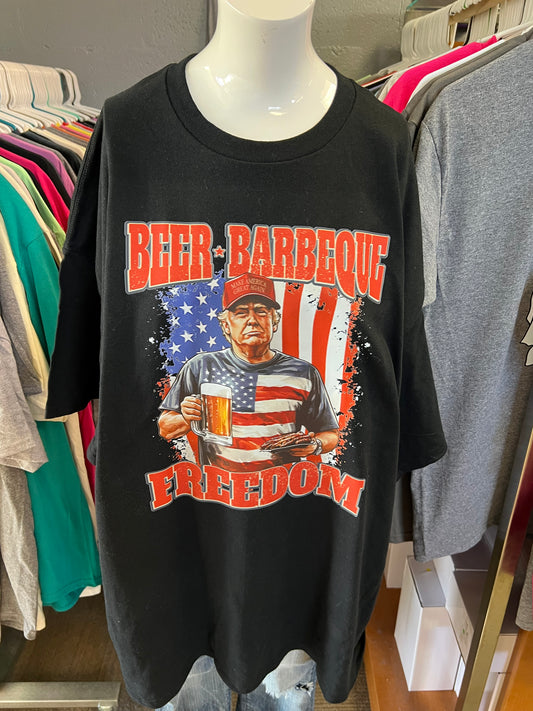 BEER ★ BARBEQUE
MAKE AMERICA
GREAT AGAIN
FREEDOM